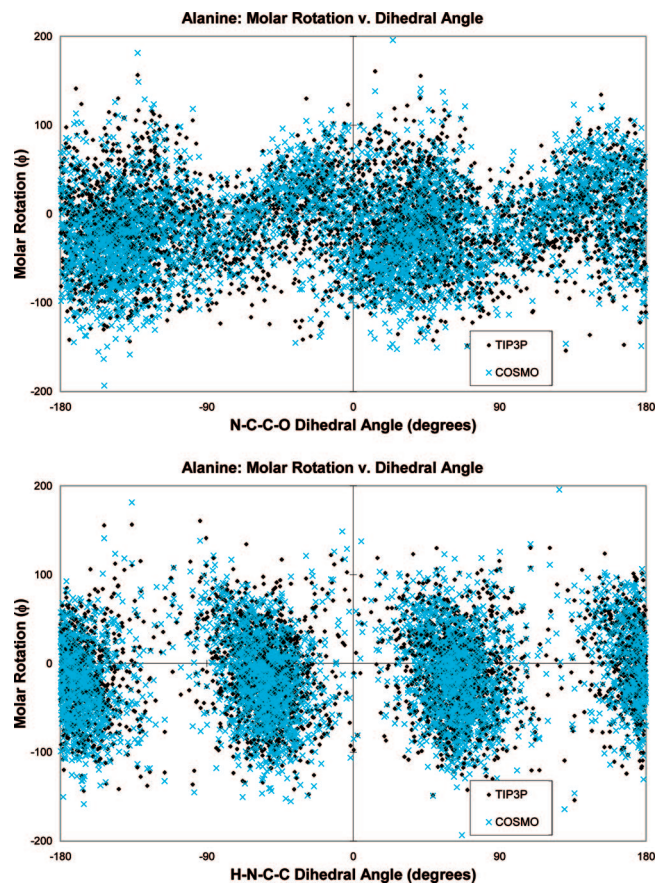 Alanine: Molar Rotation v. Dihedral Angle
200
100
0
-100
-200
Molar Rotation (ϕ)
TIP3P
COSMO
-180 -90 0 90 180
N-C-C-O Dihedral Angle (degrees)
Alanine: Molar Rotation v. Dihedral Angle
200
100
0
-100
-200
Molar Rotation (ϕ)
TIP3P
COSMO
-180 -90 0 90 180
H-N-C-C Dihedral Angle (degrees)